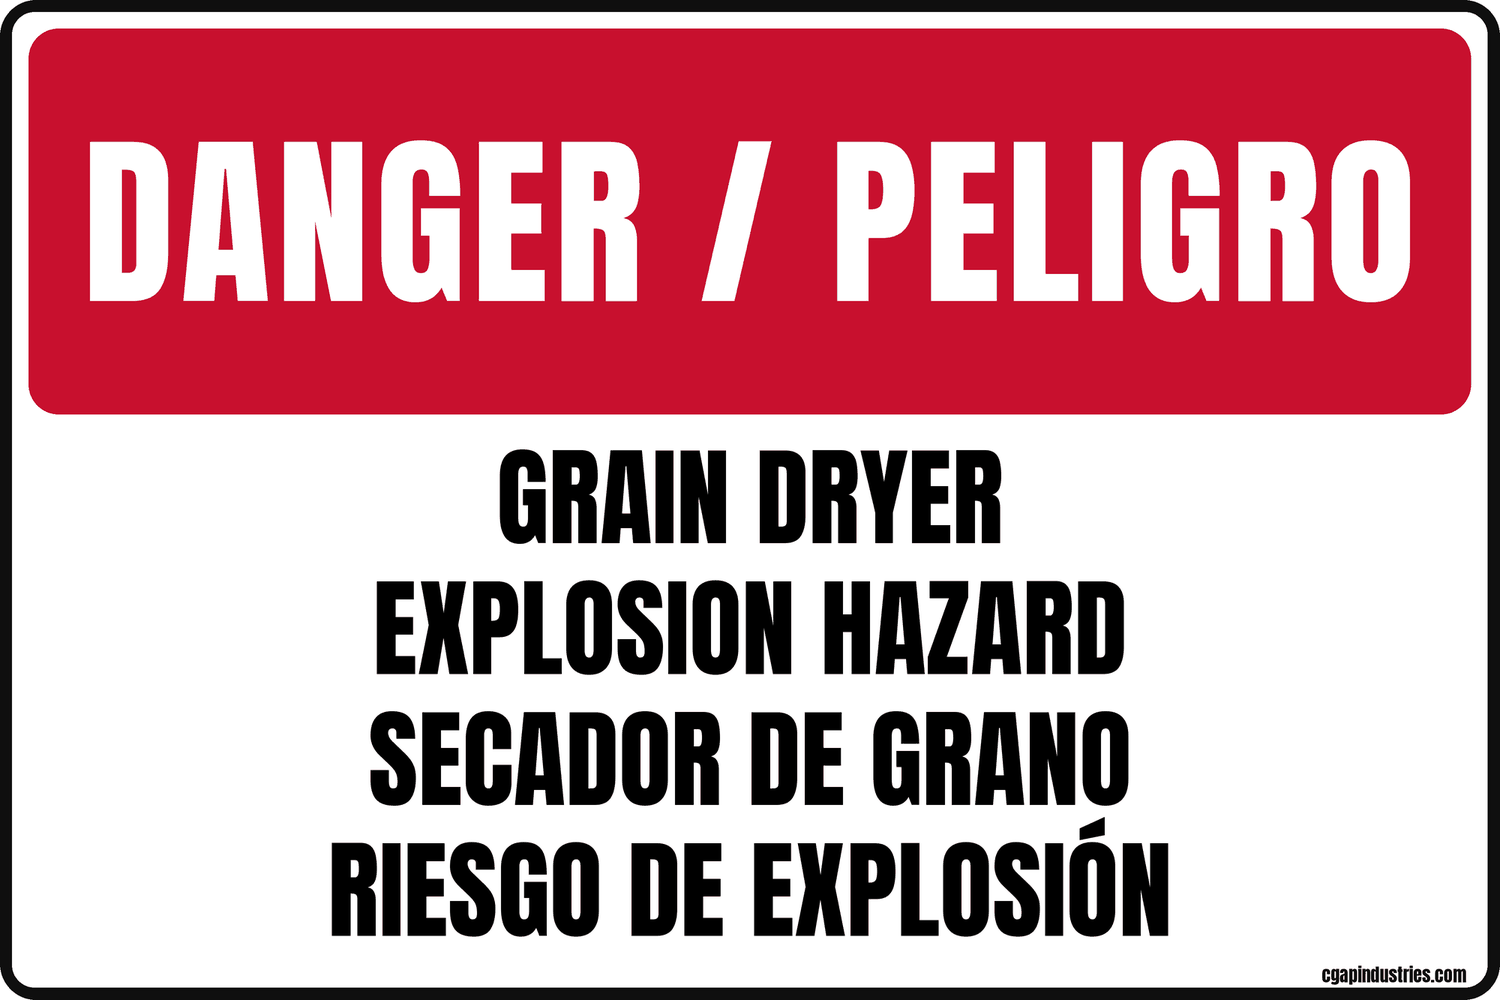 DANGER / PELIGRO
GRAIN DRYER
EXPLOSION HAZARD
SECADOR DE GRANO
RIESGO DE EXPLOSIÓN
cgapindustries.com